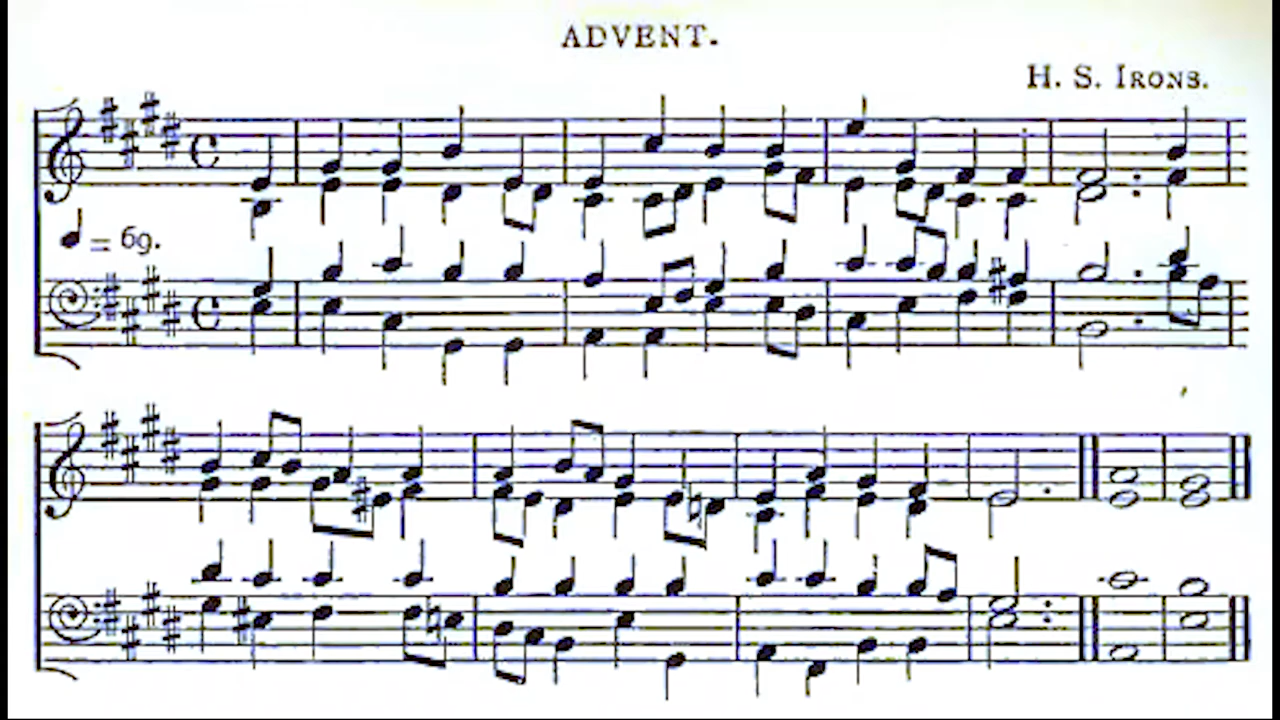 ADVENT.
H. S. IRONS.
♩ = 69.